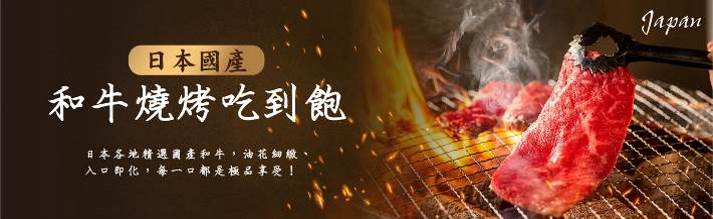 Japan
日本國產
和牛燒烤吃到飽
日本各地精選國產和牛，油花細緻、
入口即化，每一口都是極品享受！